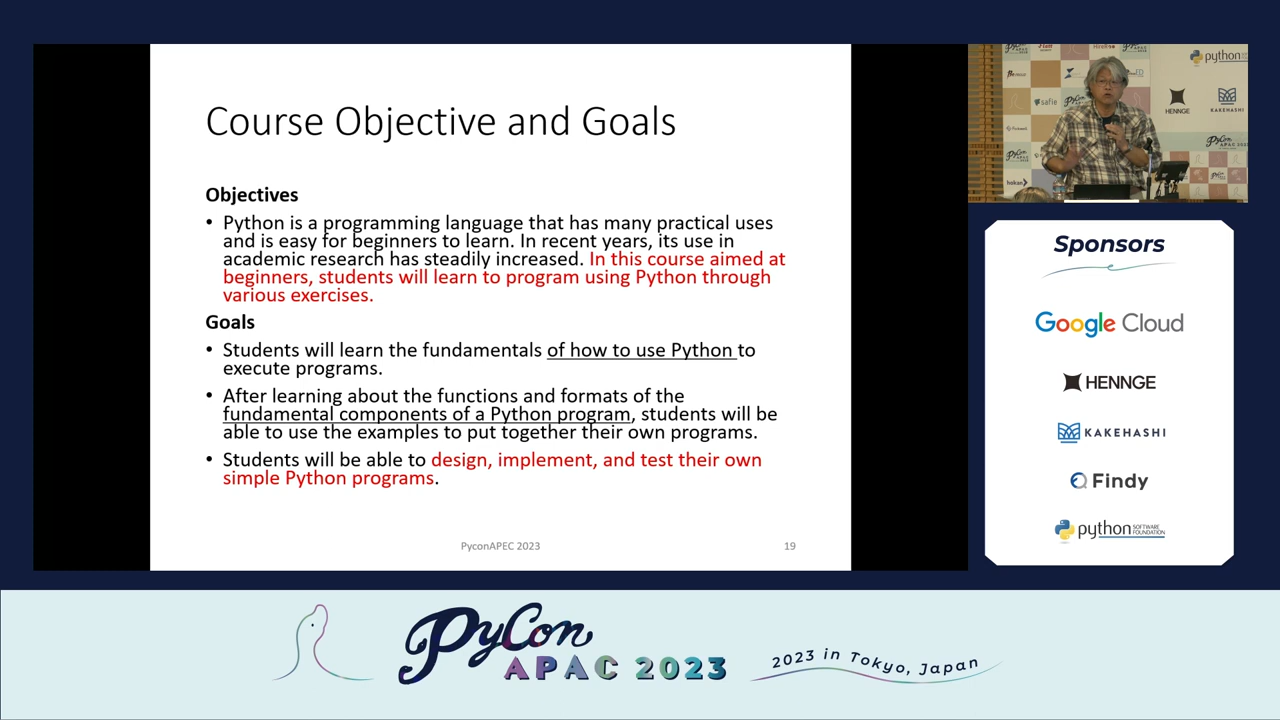 Course Objective and Goals
Objectives
• Python is a programming language that has many practical uses
and is easy for beginners to learn. In recent years, its use in
academic research has steadily increased. In this course aimed at
beginners, students will learn to program using Python through
various exercises.
Goals
• Students will learn the fundamentals of how to use Python to
execute programs.
• After learning about the functions and formats of the
fundamental components of a Python program, students will be
able to use the examples to put together their own programs.
• Students will be able to design, implement, and test their own
simple Python programs.
PyconAPEC 2023
19
python
safie
HENNGE
KAKEHASHI
hokan
Sponsors
Google Cloud
HENNGE
KAKEHASHI
Findy
python SOFTWARE
FOUNDATION
PyCon
APAC 2023
2023 in Tokyo, Japan